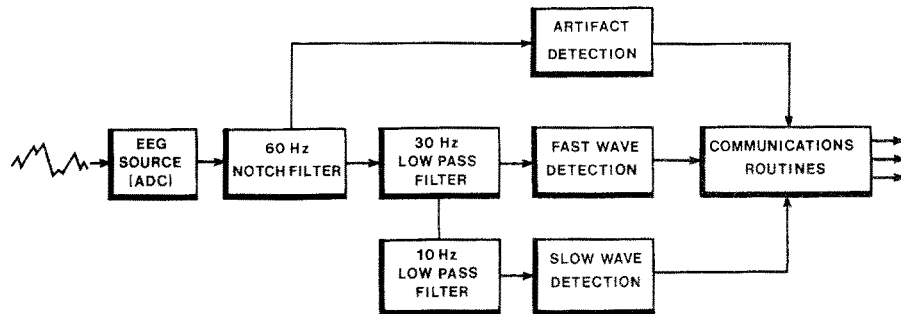 ARTIFACT
DETECTION
EEG
SOURCE
(ADC)
60 Hz
NOTCH FILTER
30 Hz
LOW PASS
FILTER
FAST WAVE
DETECTION
COMMUNICATIONS
ROUTINES
10 Hz
LOW PASS
FILTER
SLOW WAVE
DETECTION